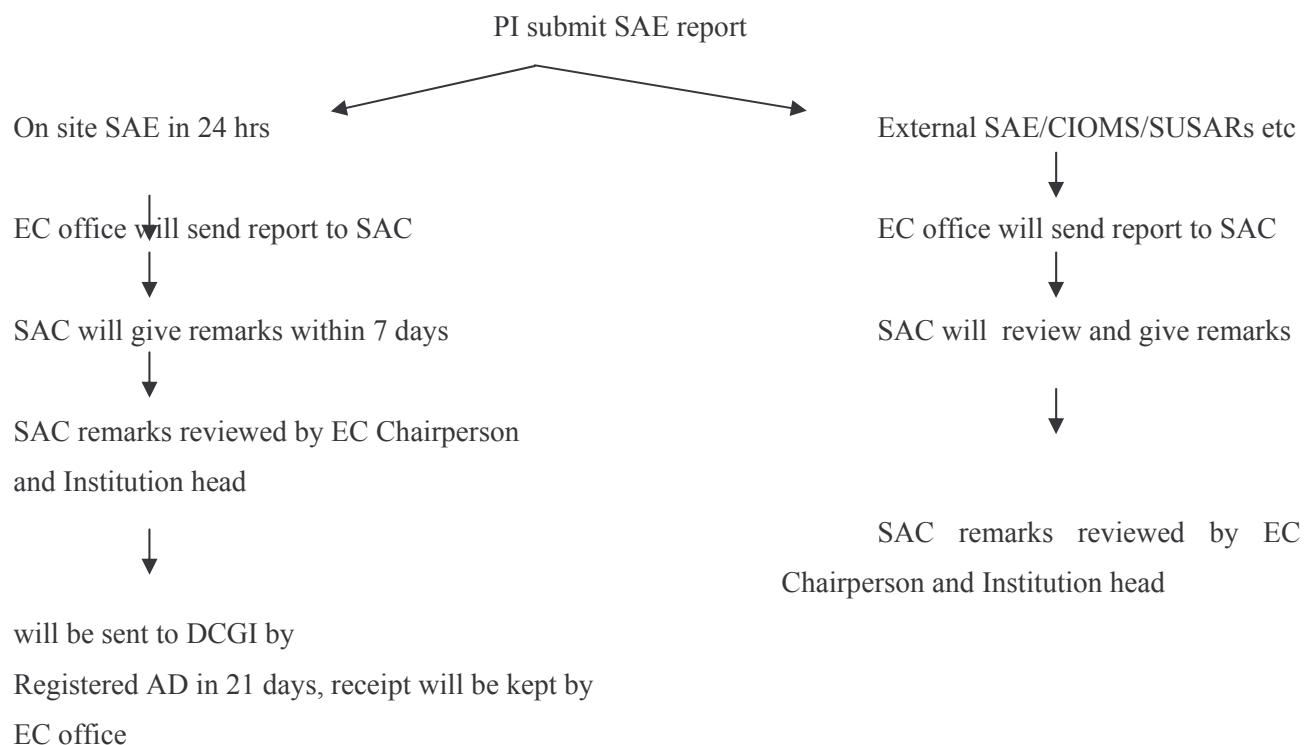 PI submit SAE report
On site SAE in 24 hrs
EC office will send report to SAC
SAC will give remarks within 7 days
SAC remarks reviewed by EC Chairperson
and Institution head
will be sent to DCGI by
Registered AD in 21 days, receipt will be kept by
EC office
External SAE/CIOMS/SUSARs etc
EC office will send report to SAC
SAC will review and give remarks
SAC remarks reviewed by EC
Chairperson and Institution head